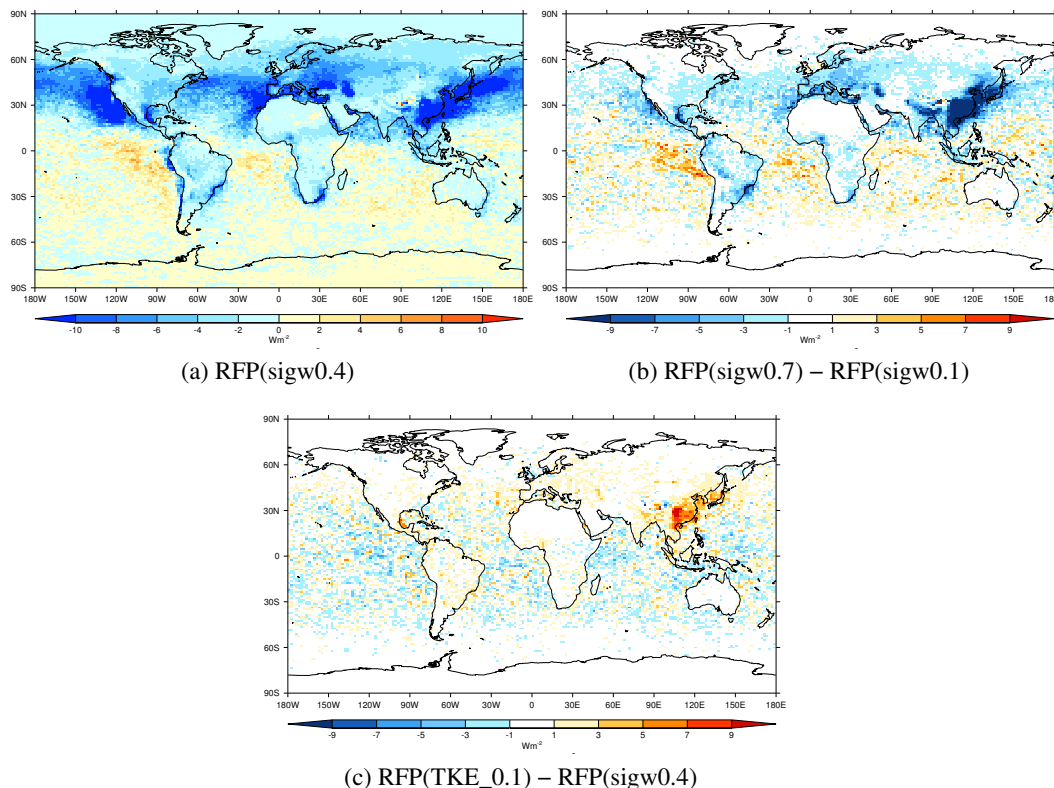 90N
60N
30N
0
30S
60S
90S
180W 150W 120W 90W 60W 30W 0 30E 60E 90E 120E 150E 180E
-10 -8 -6 -4 -2 0 2 4 6 8 10
Wm-2
(a) RFP(sigw0.4)
90N
60N
30N
0
30S
60S
90S
180W 150W 120W 90W 60W 30W 0 30E 60E 90E 120E 150E 180E
-9 -7 -5 -3 -1 1 3 5 7 9
Wm-2
(b) RFP(sigw0.7) – RFP(sigw0.1)
90N
60N
30N
0
30S
60S
90S
180W 150W 120W 90W 60W 30W 0 30E 60E 90E 120E 150E 180E
-9 -7 -5 -3 -1 1 3 5 7 9
Wm-2
(c) RFP(TKE_0.1) – RFP(sigw0.4)